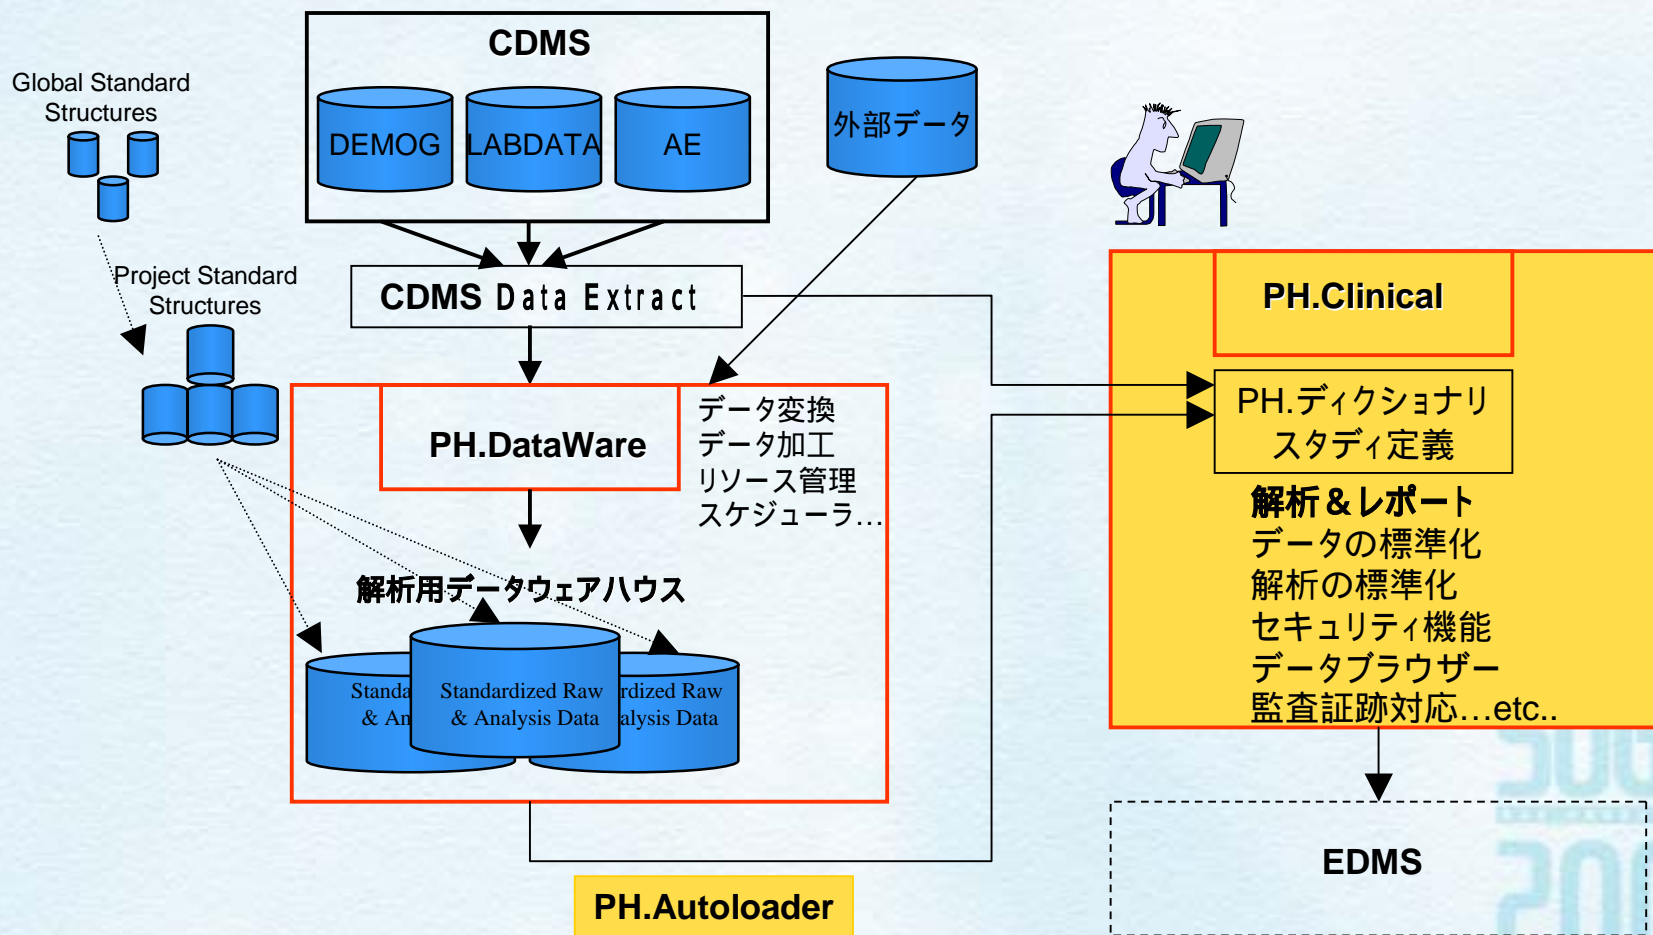 CDMS
DEMOG
LABDATA
AE
外部データ
Global Standard
Structures
Project Standard
Structures
CDMS Data Extract
PH.DataWare
データ変換
データ加工
リソース管理
スケジューラ…
解析用データウェアハウス
Standa
& An
Standardized Raw
& Analysis Data
rdized Raw
alysis Data
PH.Autoloader
PH.Clinical
PH.ディクショナリ
スタディ定義
解析＆レポート
データの標準化
解析の標準化
セキュリティ機能
データブラウザー
監査証跡対応…etc..
EDMS